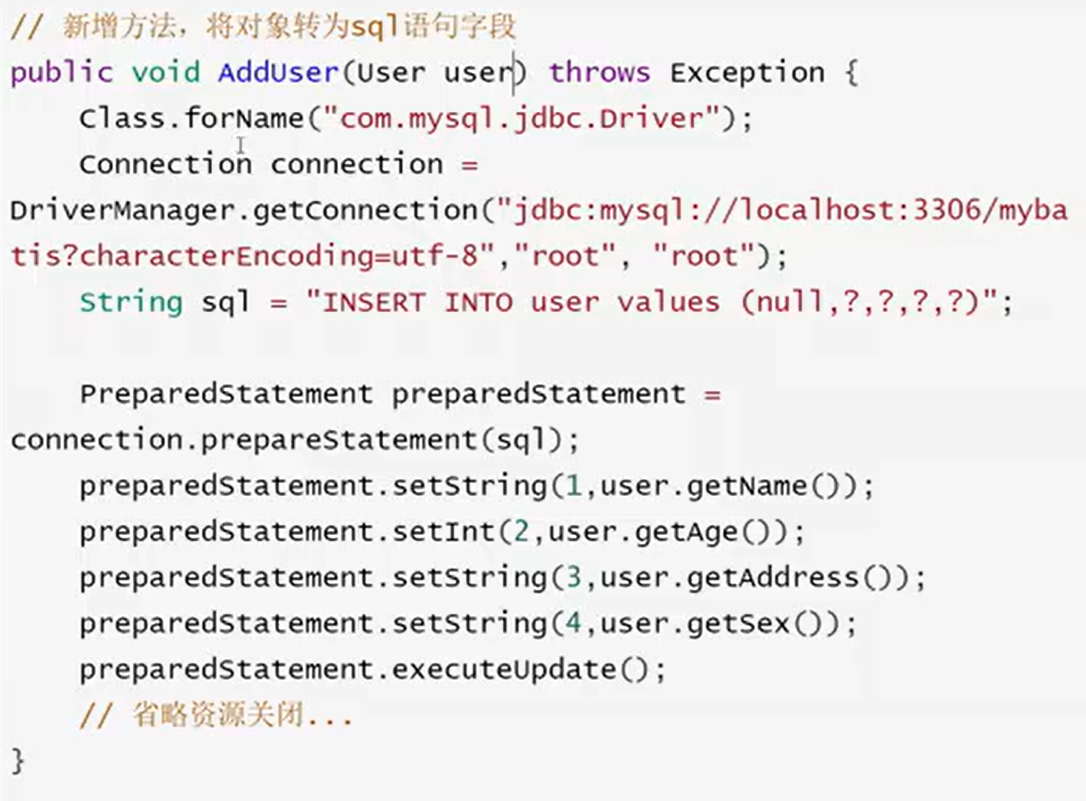 // 新增方法，将对象转为sql语句字段
public void AddUser(User user) throws Exception {
Class.forName("com.mysql.jdbc.Driver");
Connection connection =
DriverManager.getConnection("jdbc:mysql://localhost:3306/myba
tis?characterEncoding=utf-8","root", "root");
String sql = "INSERT INTO user values (null,?,?,?,?)";
PreparedStatement preparedStatement =
connection.prepareStatement(sql);
preparedStatement.setString(1,user.getName());
preparedStatement.setInt(2,user.getAge());
preparedStatement.setString(3,user.getAddress());
preparedStatement.setString(4,user.getSex());
preparedStatement.executeUpdate();
// 省略资源关闭...
}